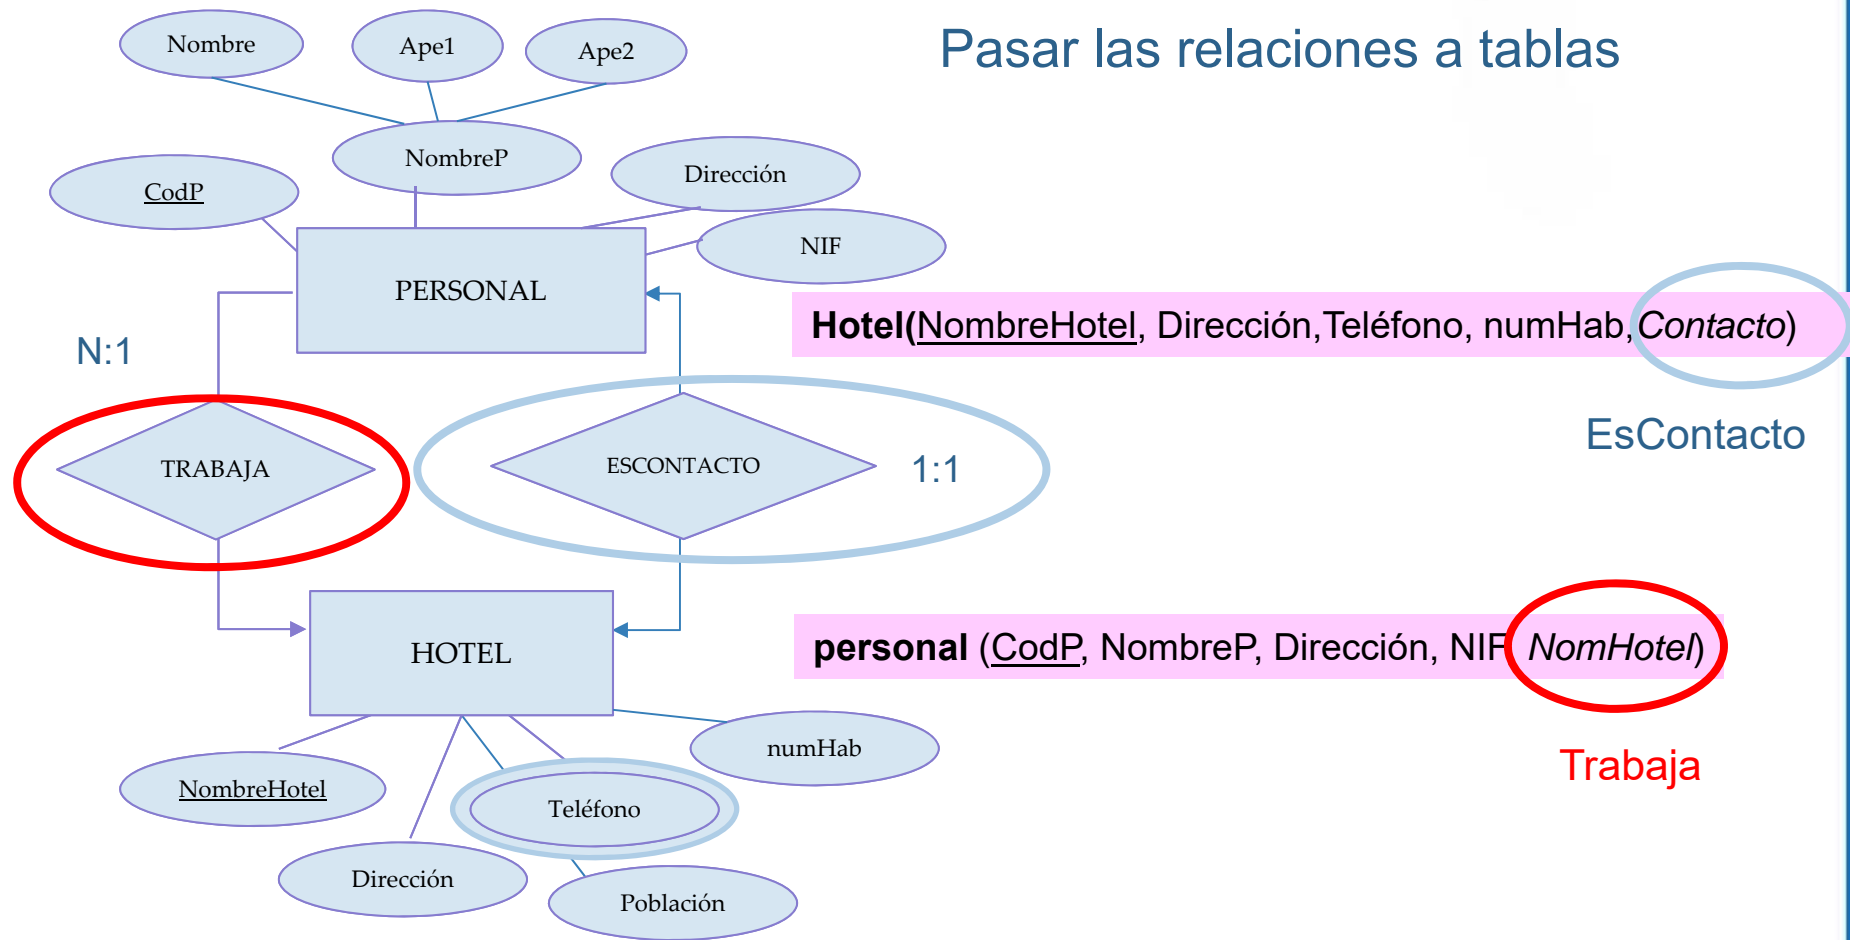 Pasar las relaciones a tablas
Nombre
Ape1
Ape2
NombreP
CodP
Dirección
NIF
PERSONAL
Hotel(NombreHotel, Dirección,Teléfono, numHab,Contacto)
N:1
EsContacto
TRABAJA
ESCONTACTO
1:1
HOTEL
personal (CodP, NombreP, Dirección, NIF NomHotel)
Trabaja
numHab
NombreHotel
Teléfono
Dirección
Población